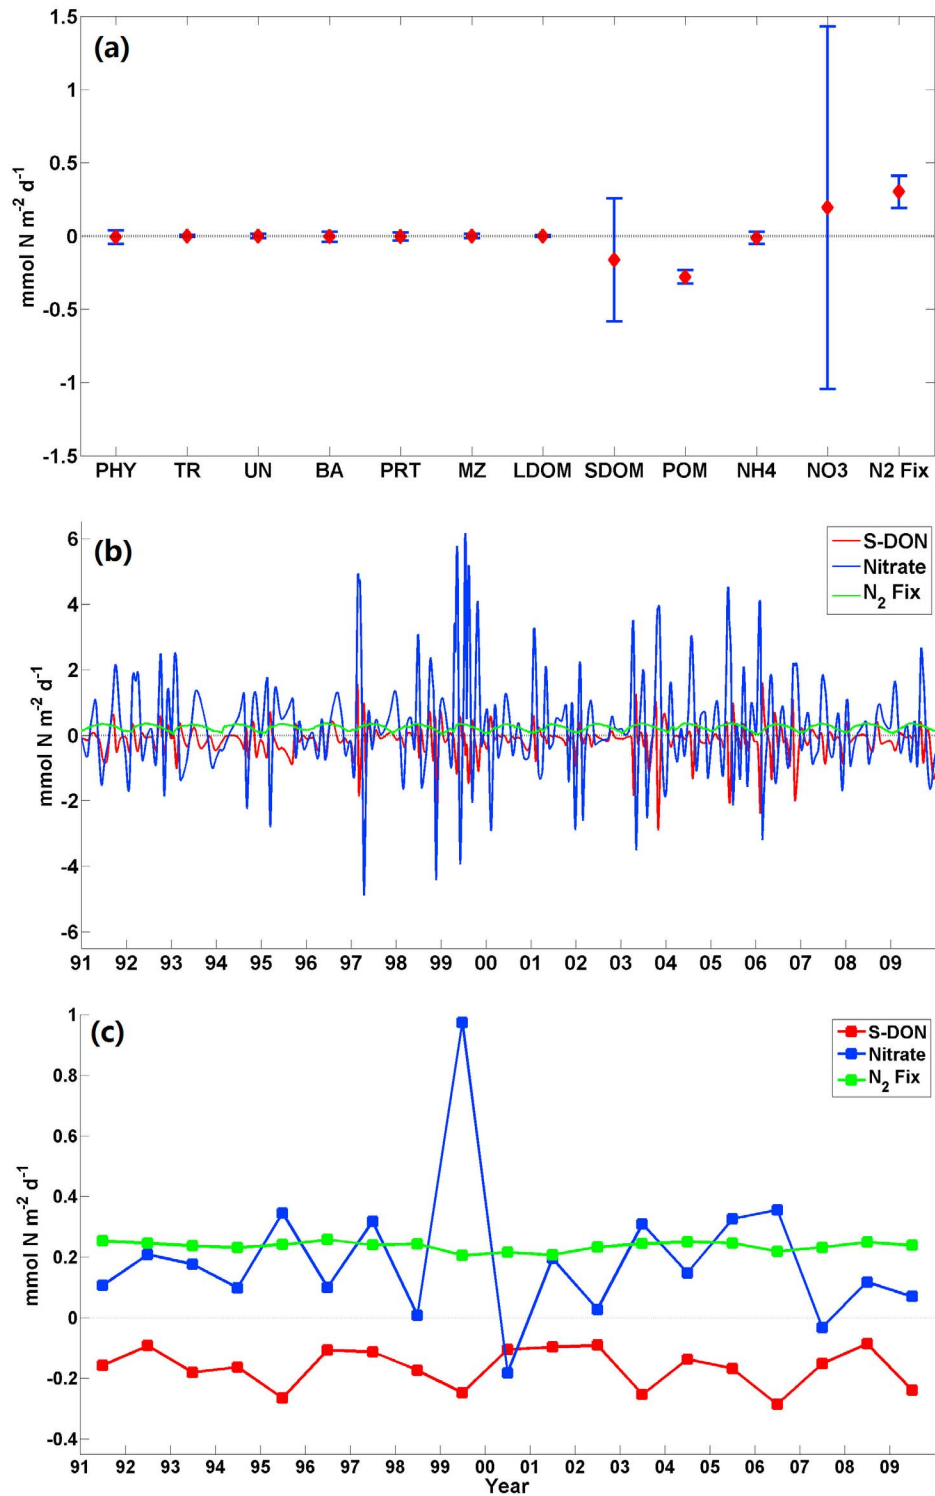 (a)
mmol N m-2 d-1
1.5
1
0.5
0
-0.5
-1
-1.5
PHY TR UN BA PRT MZ LDOM SDOM POM NH4 NO3 N2 Fix
(b)
mmol N m-2 d-1
6
4
2
0
-2
-4
-6
S-DON
Nitrate
N2 Fix
91 92 93 94 95 96 97 98 99 00 01 02 03 04 05 06 07 08 09
(c)
mmol N m-2 d-1
1
0.8
0.6
0.4
0.2
0
-0.2
-0.4
S-DON
Nitrate
N2 Fix
91 92 93 94 95 96 97 98 99 00 01 02 03 04 05 06 07 08 09
Year